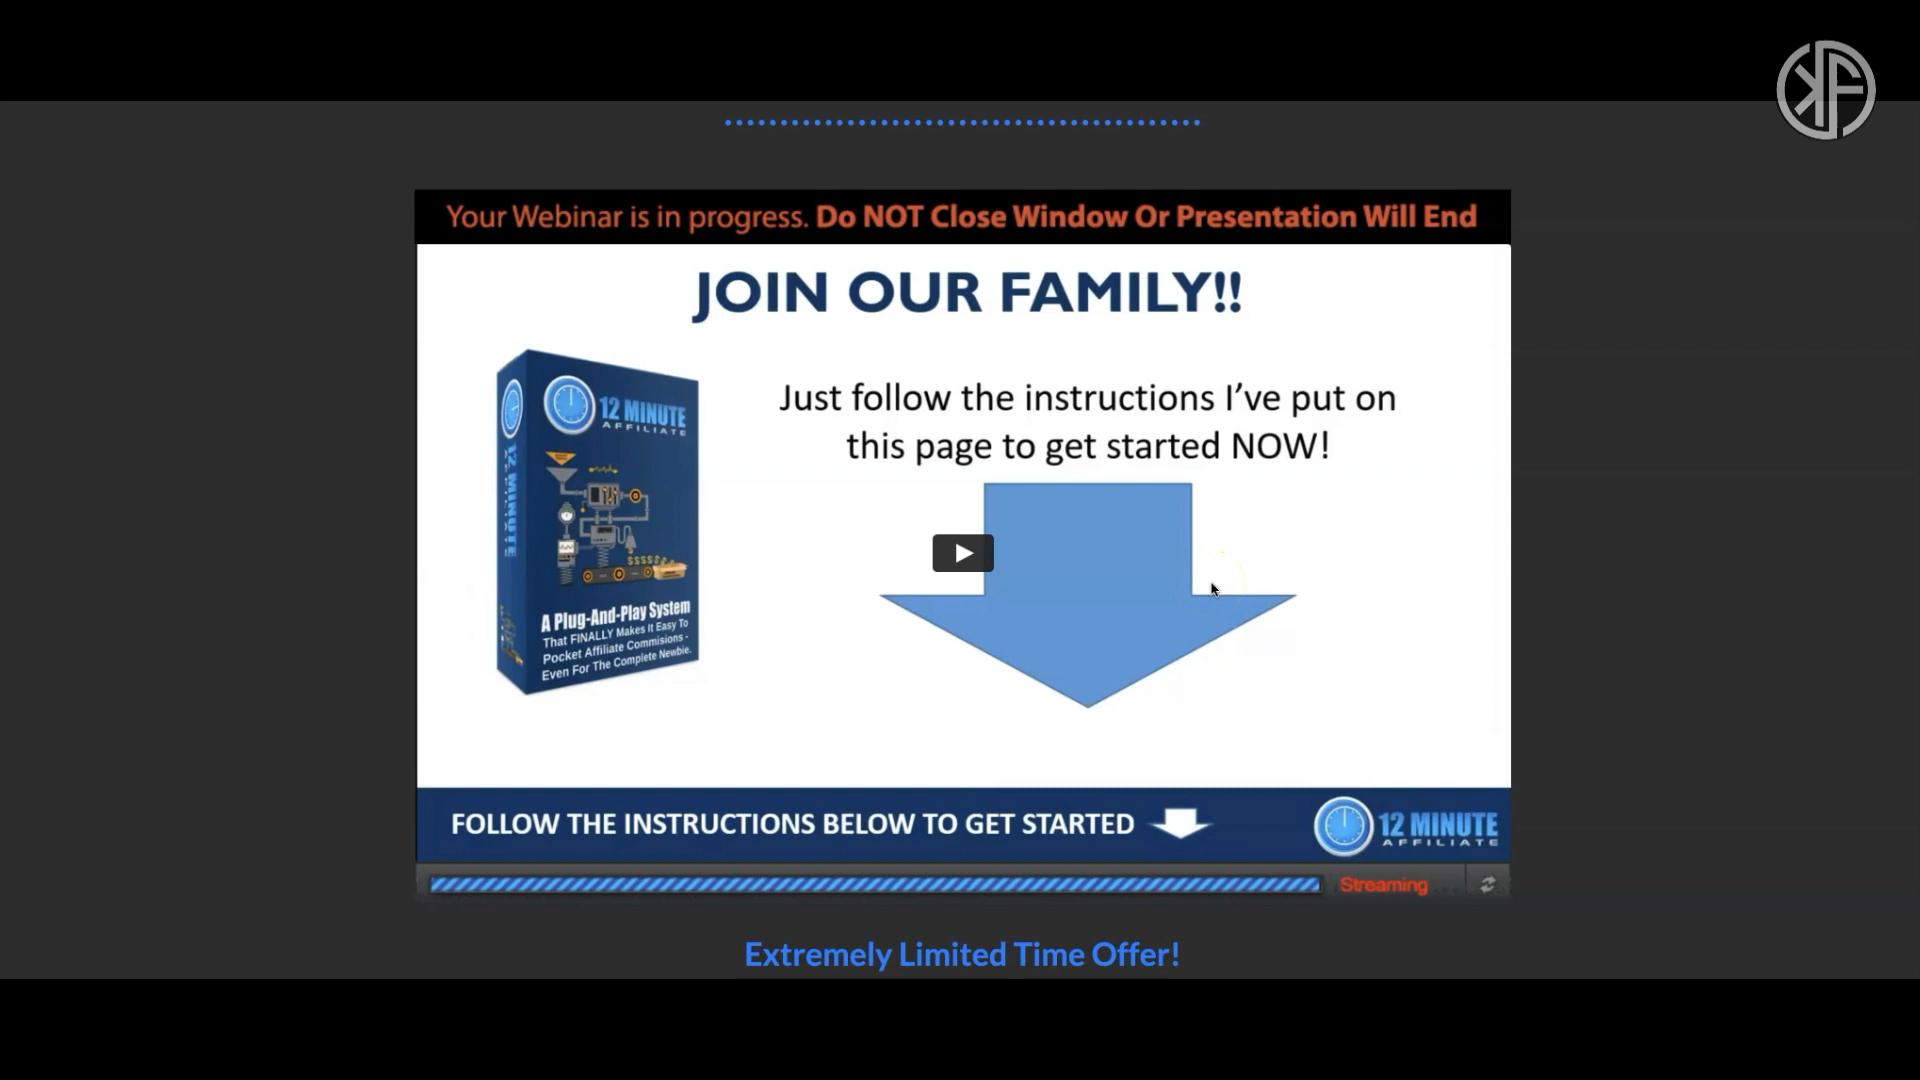 Your Webinar is in progress. Do NOT Close Window Or Presentation Will End
JOIN OUR FAMILY!!
12 MINUTE
AFFILIATE
12 MINUTE
A Plug-And-Play System
That FINALLY Makes It Easy To
Pocket Affiliate Commisions -
Even For The Complete Newbie.
Just follow the instructions I’ve put on
this page to get started NOW!
FOLLOW THE INSTRUCTIONS BELOW TO GET STARTED
12 MINUTE
AFFILIATE
Streaming
Extremely Limited Time Offer!